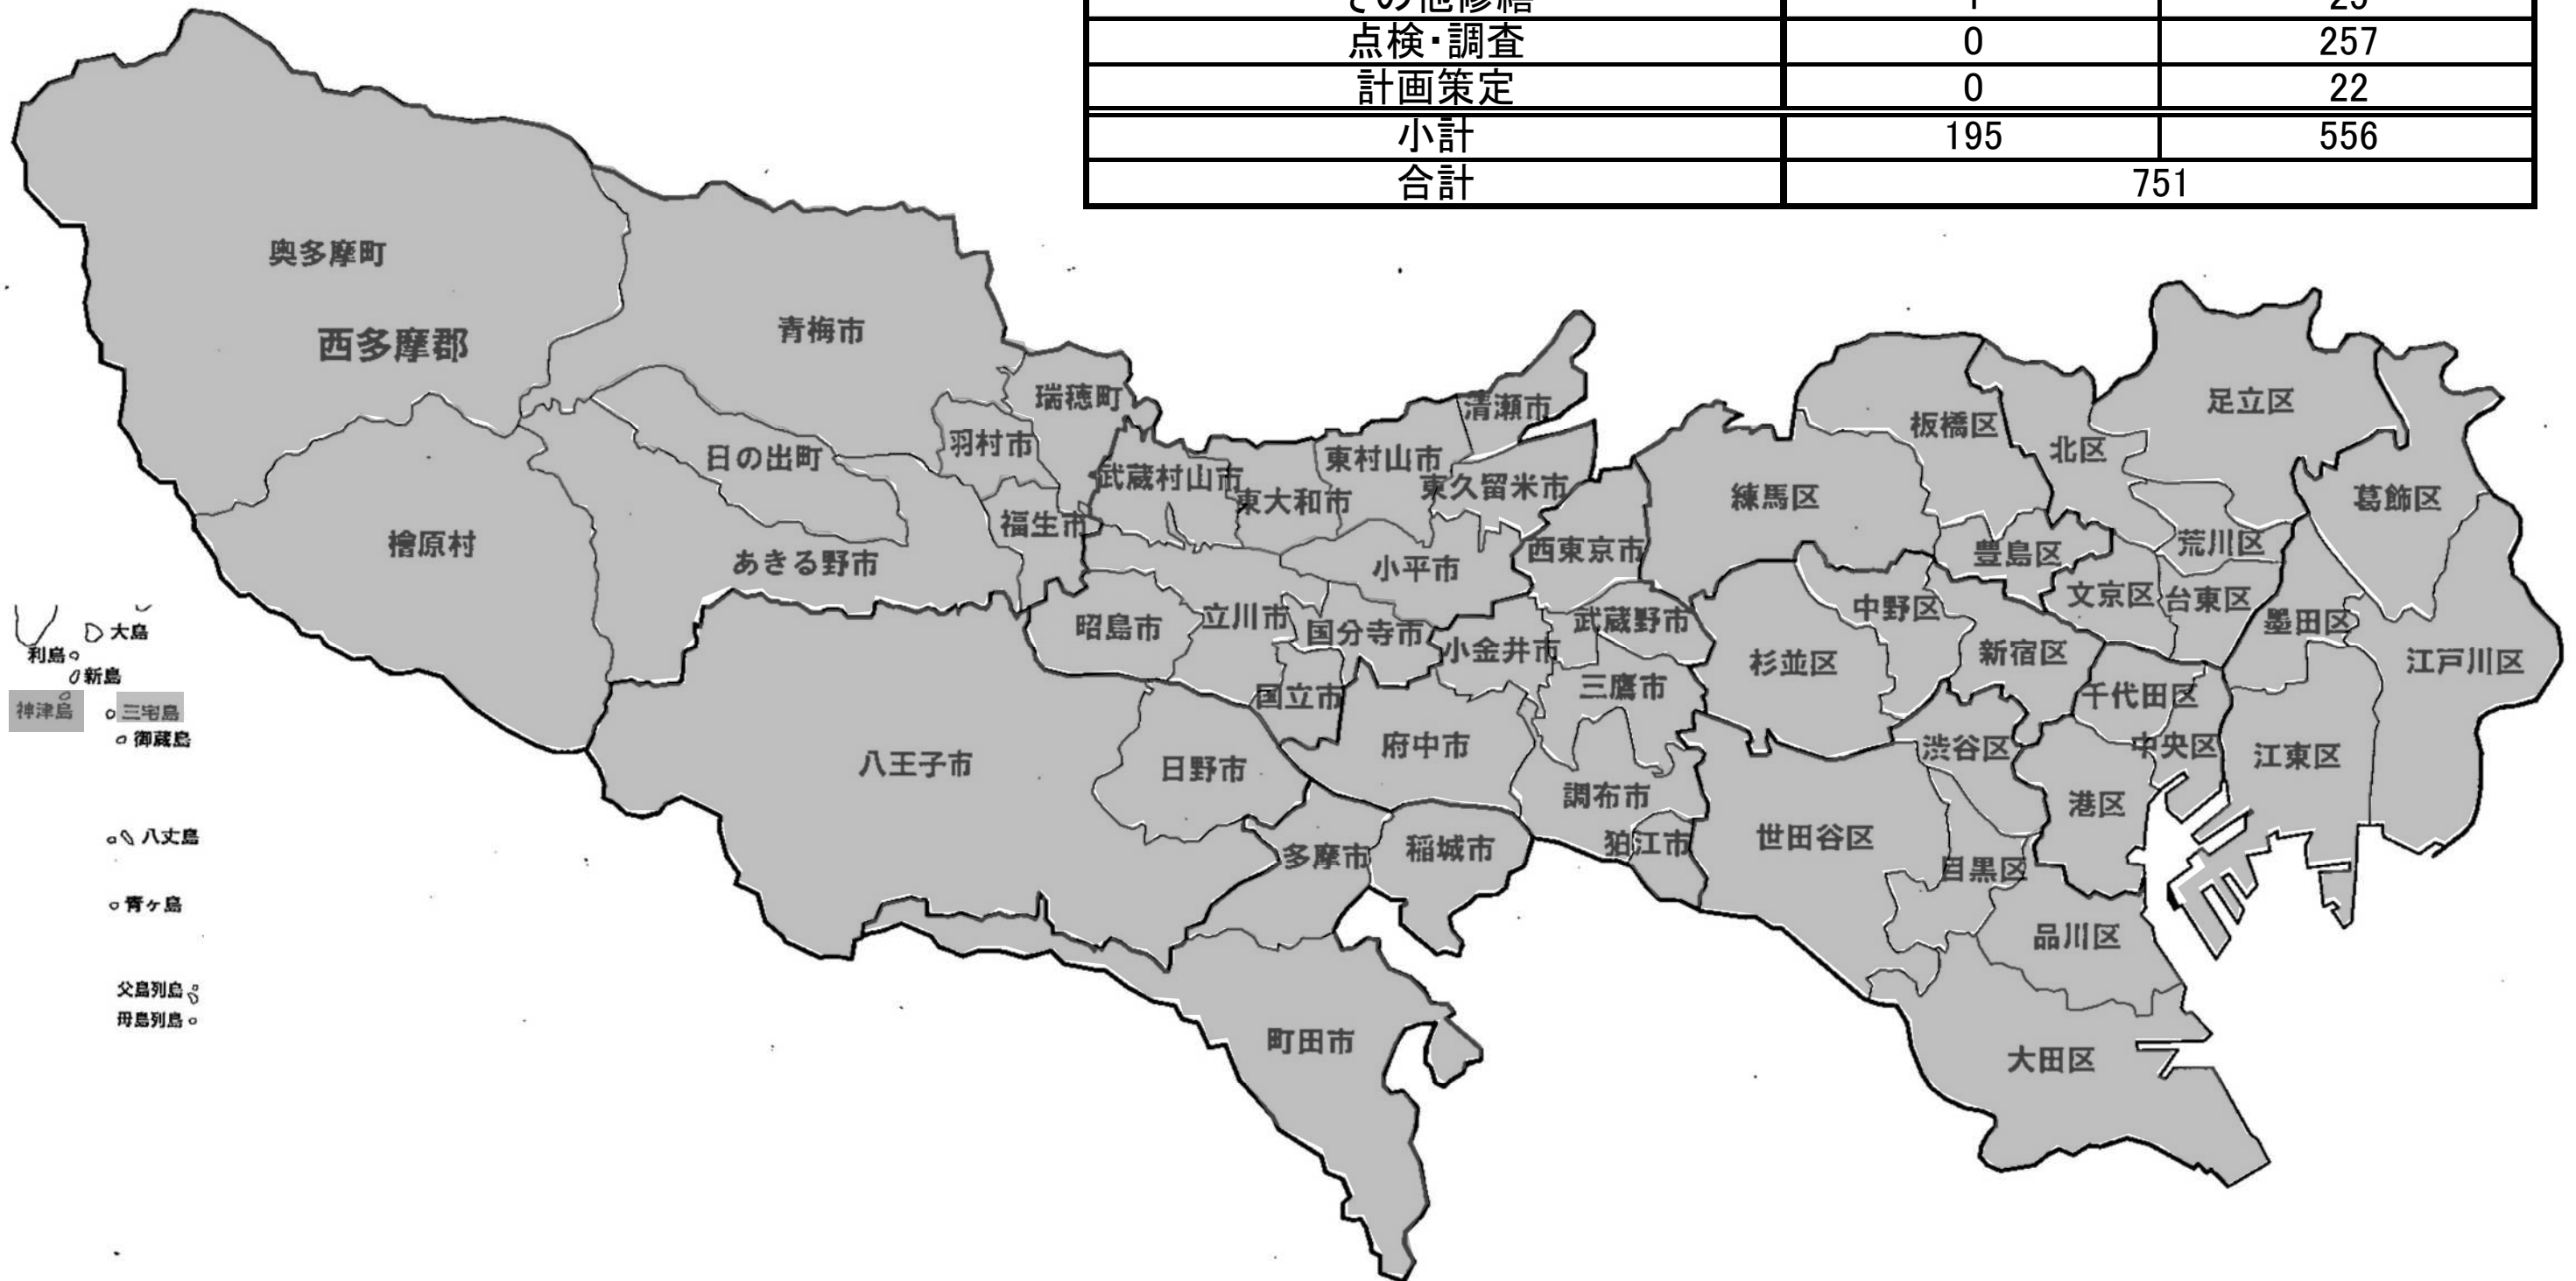 点検・調査 0 257
計画策定 0 22
小計 195 556
合計 751
奥多摩町
西多摩郡
青梅市
瑞穂町
羽村市
日の出町
檜原村
あきる野市
福生市
武蔵村山市
東大和市
東村山市
清瀬市
東久留米市
小平市
西東京市
昭島市
立川市
国分寺市
小金井市
武蔵野市
国立市
三鷹市
八王子市
日野市
府中市
調布市
狛江市
多摩市
稲城市
町田市
足立区
板橋区
北区
練馬区
葛飾区
豊島区
荒川区
中野区
文京区
台東区
墨田区
杉並区
新宿区
江戸川区
千代田区
渋谷区
中央区
江東区
港区
世田谷区
目黒区
品川区
大田区
大島
利島
新島
神津島
三宅島
御蔵島
八丈島
青ヶ島
父島列島
母島列島